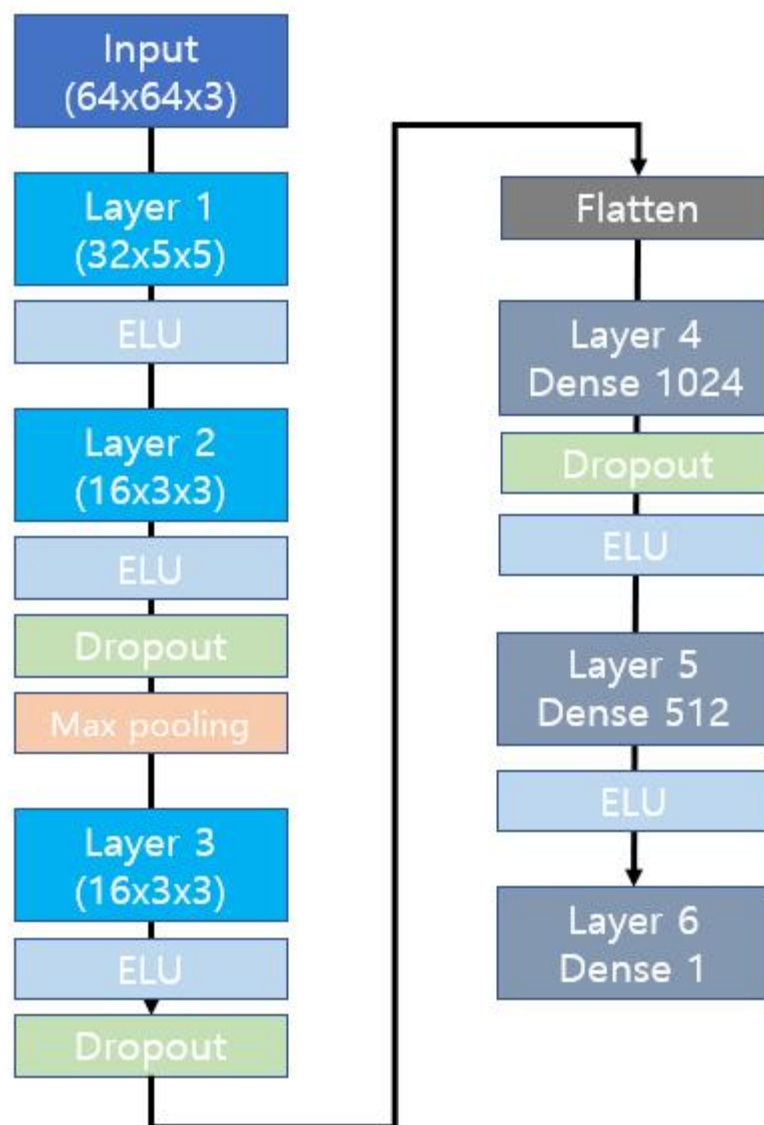 Input
(64x64x3)
Layer 1
(32x5x5)
ELU
Layer 2
(16x3x3)
ELU
Dropout
Max pooling
Layer 3
(16x3x3)
ELU
Dropout
Flatten
Layer 4
Dense 1024
Dropout
ELU
Layer 5
Dense 512
ELU
Layer 6
Dense 1